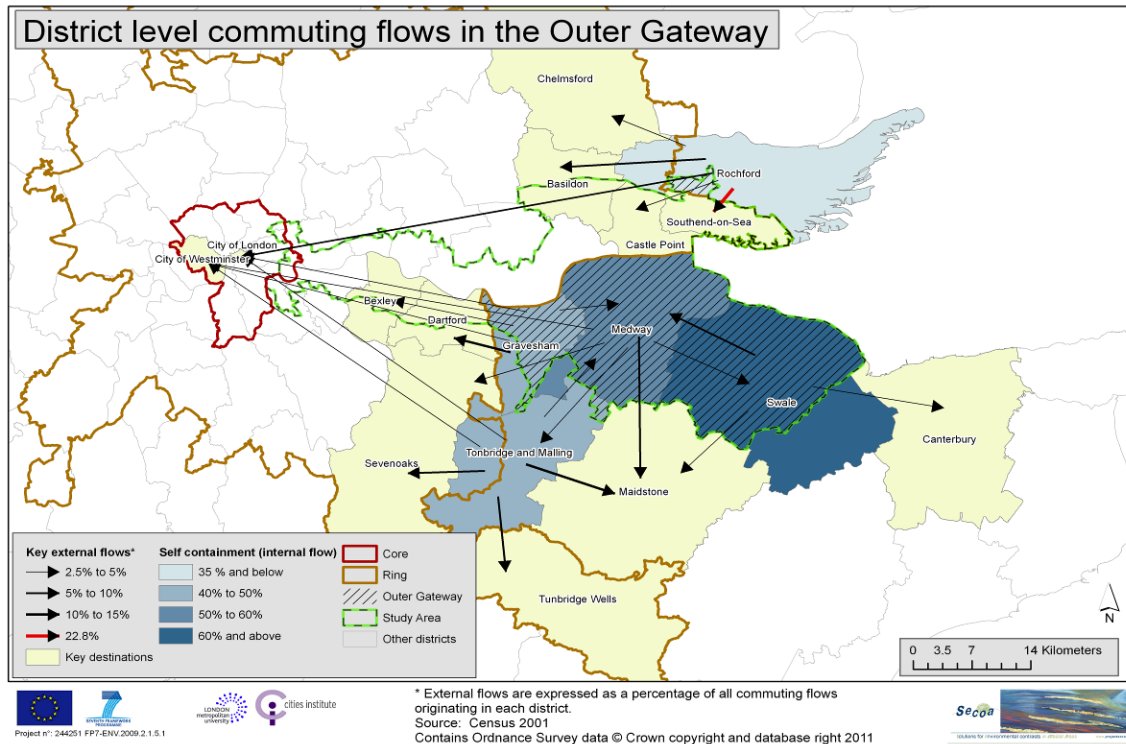 District level commuting flows in the Outer Gateway
Chelmsford
Rochford
Basildon
Southend-on-Sea
Castle Point
City of London
City of Westminster
Bexley
Dartford
Gravesham
Medway
Swale
Canterbury
Sevenoaks
Tonbridge and Malling
Maidstone
Tunbridge Wells
Key external flows*
2.5% to 5%
5% to 10%
10% to 15%
22.8%
Key destinations
Self containment (internal flow)
35 % and below
40% to 50%
50% to 60%
60% and above
Core
Ring
Outer Gateway
Study Area
Other districts
N
0 3.5 7 14 Kilometers
SEVENTH FRAMEWORK
PROGRAMME
Project n°: 244251 FP7-ENV.2009.2.1.5.1
LONDON
metropolitan
university
cities institute
* External flows are expressed as a percentage of all commuting flows
originating in each district.
Source: Census 2001
Contains Ordnance Survey data © Crown copyright and database right 2011
Secoa